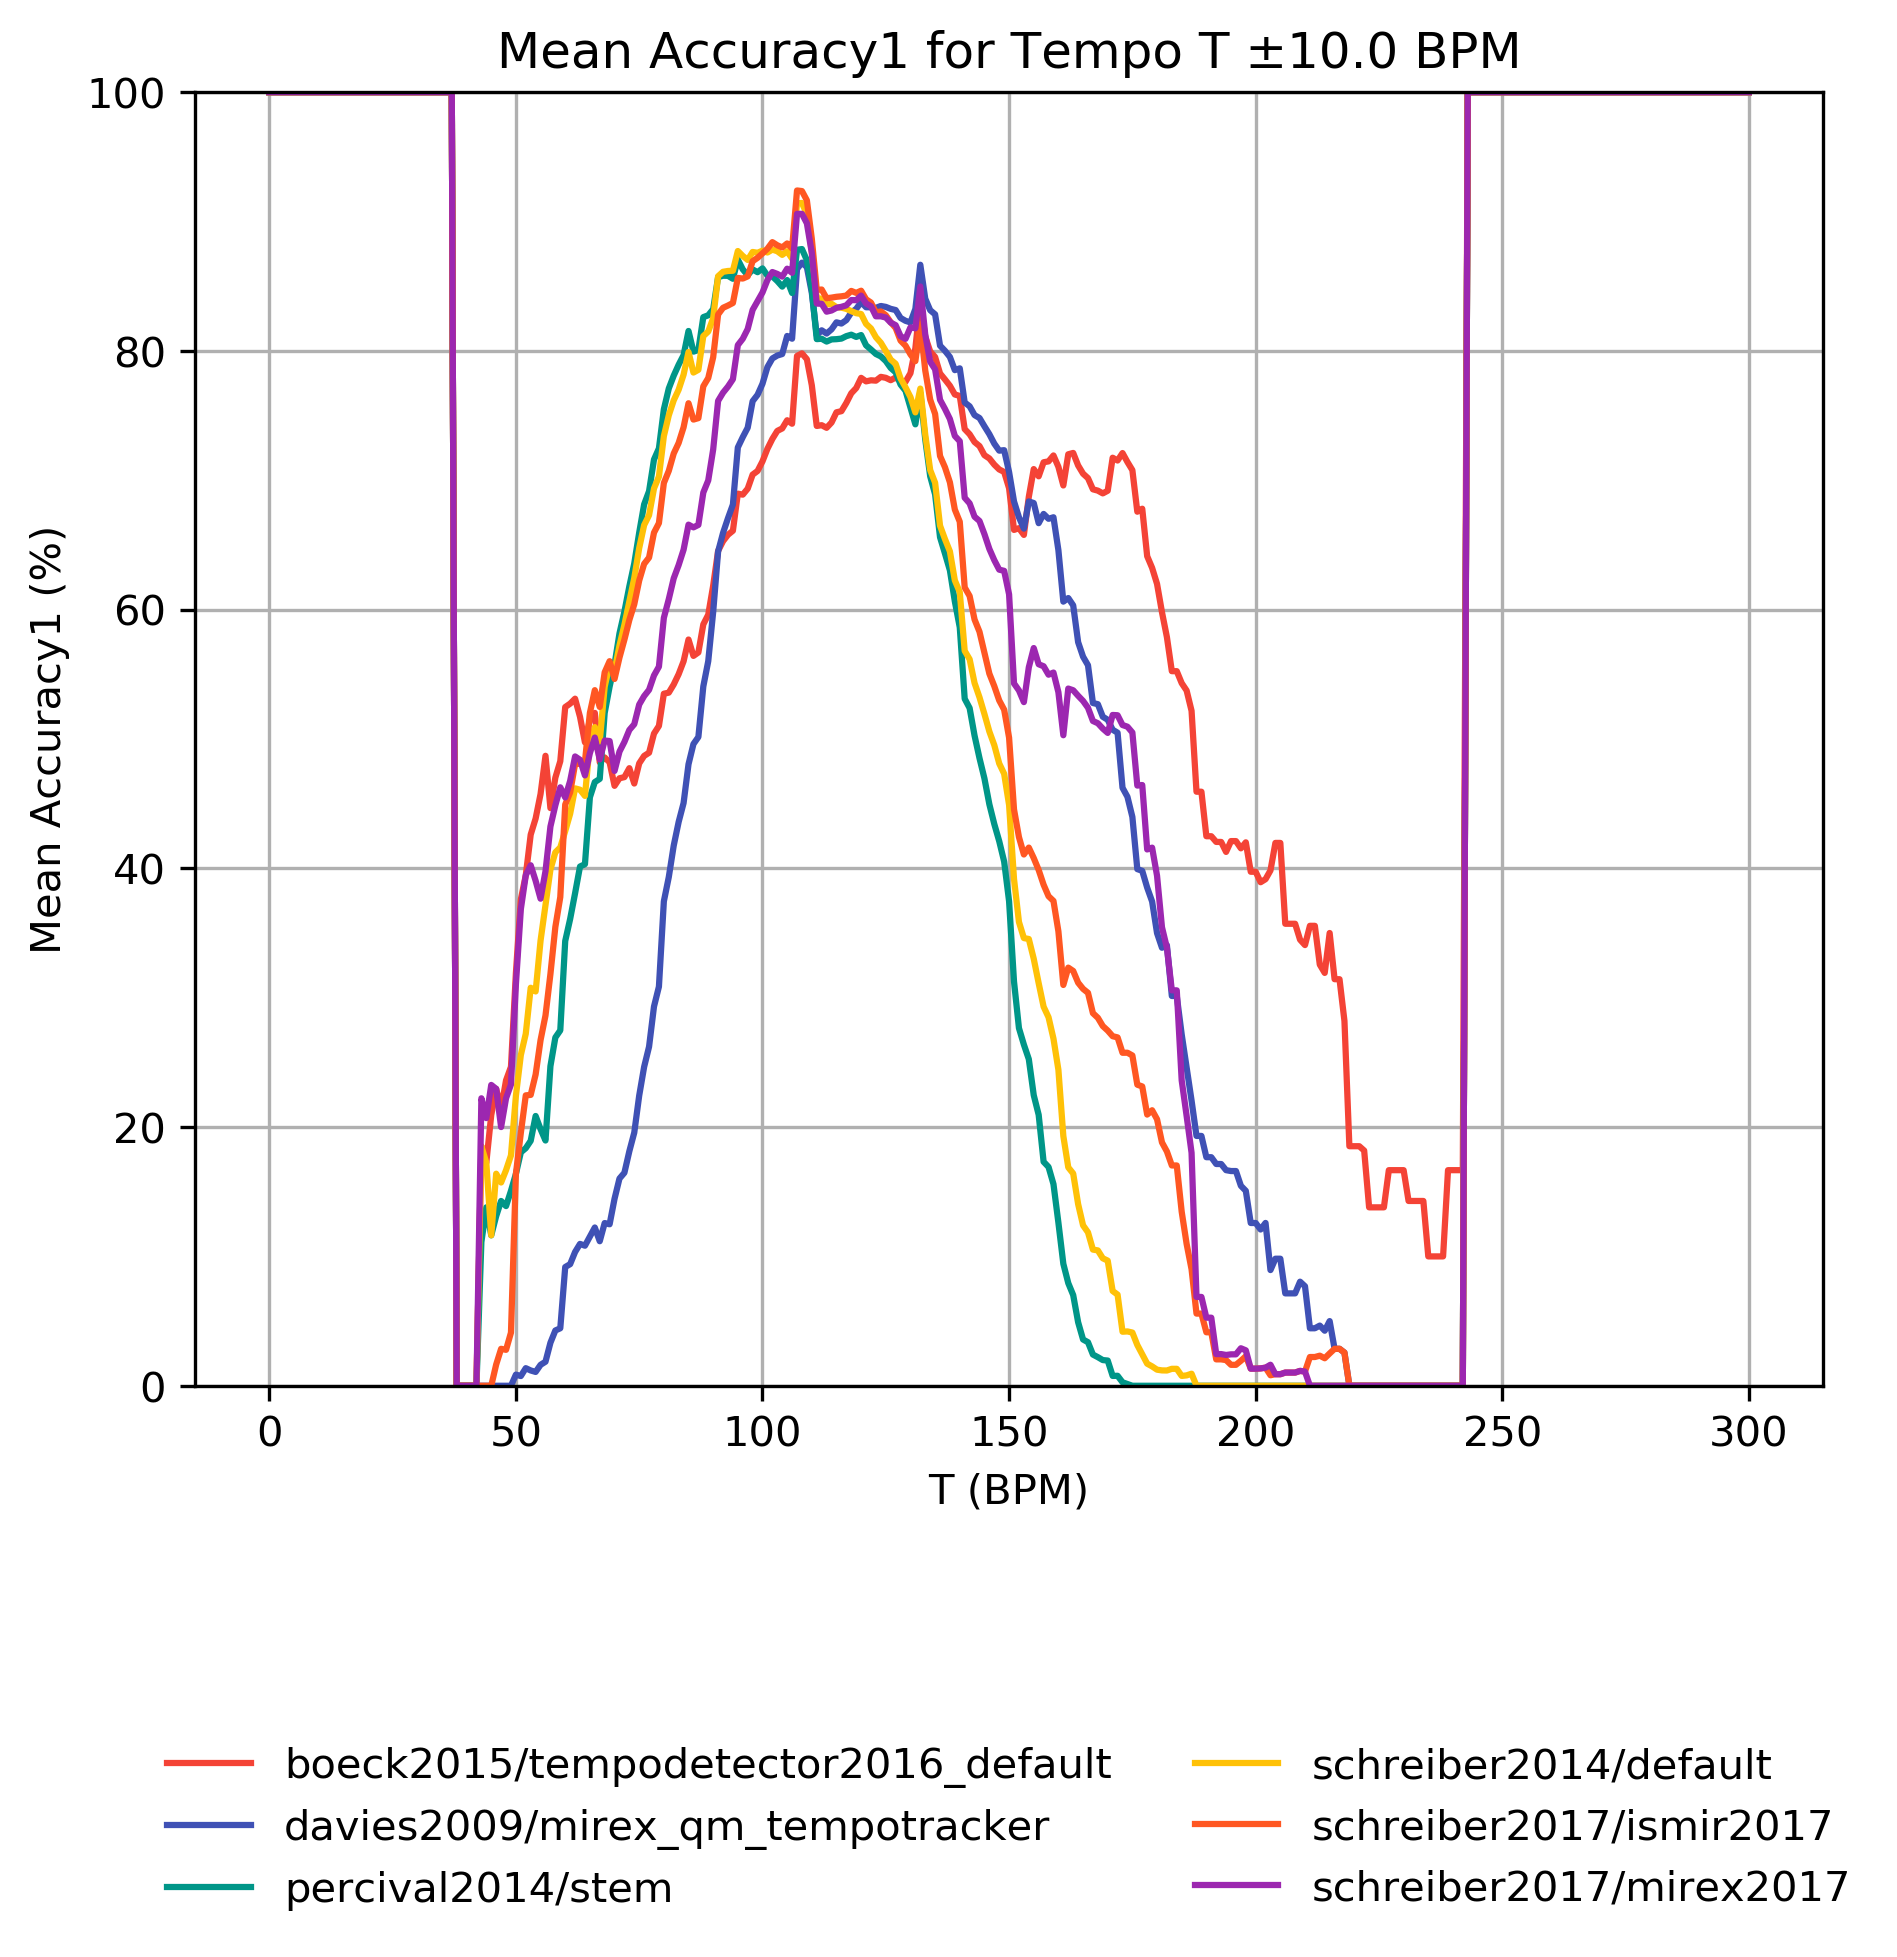 Mean Accuracy1 for Tempo T ±10.0 BPM
100
80
60
40
20
0
Mean Accuracy1 (%)
0 50 100 150 200 250 300
T (BPM)
boeck2015/tempodetector2016_default
davies2009/mirex_qm_tempotracker
percival2014/stem
schreiber2014/default
schreiber2017/ismir2017
schreiber2017/mirex2017